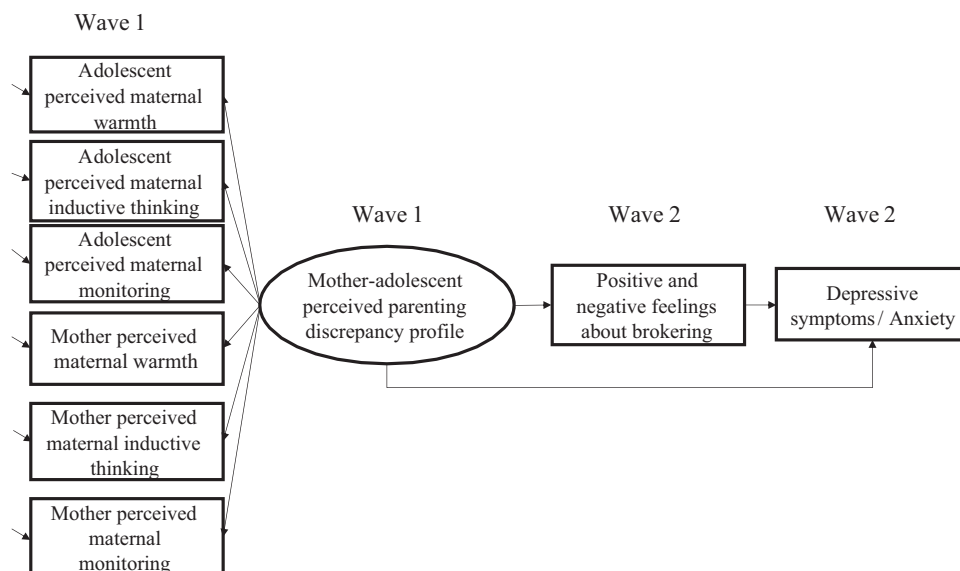 Wave 1
Adolescent
perceived maternal
warmth
Adolescent
perceived maternal
inductive thinking
Adolescent
perceived maternal
monitoring
Mother perceived
maternal warmth
Mother perceived
maternal inductive
thinking
Mother perceived
maternal
monitoring
Wave 1
Mother-adolescent
perceived parenting
discrepancy profile
Wave 2
Positive and
negative feelings
about brokering
Wave 2
Depressive
symptoms / Anxiety